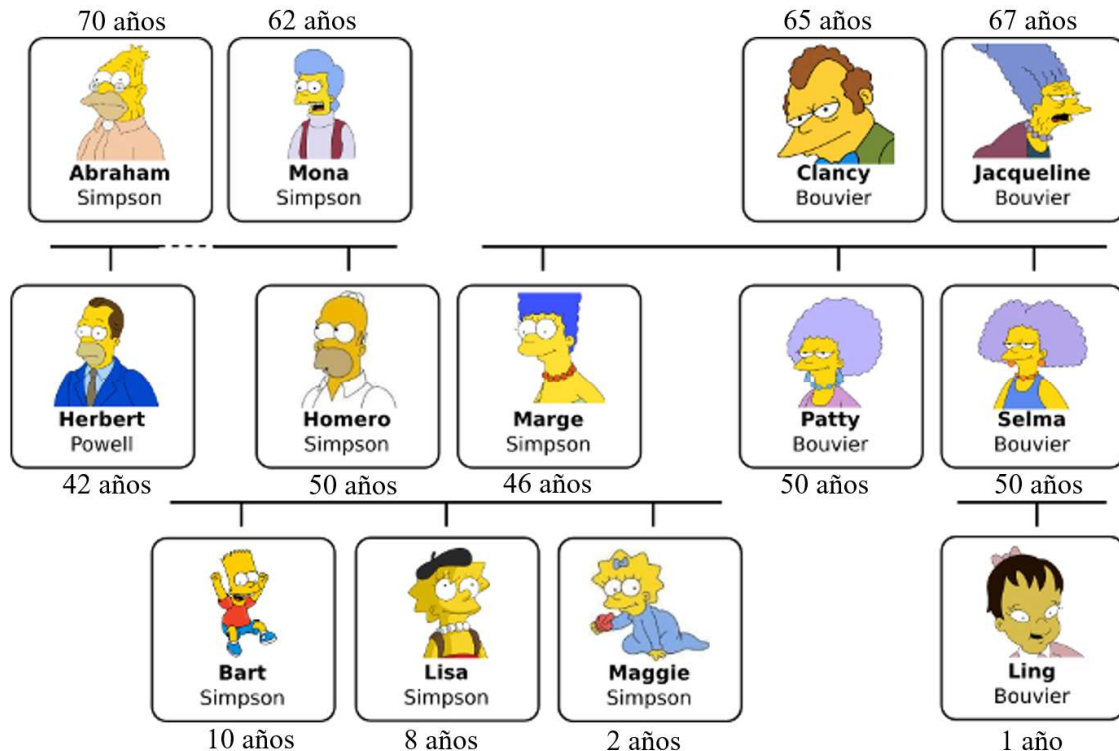 70 años
62 años
65 años
67 años
Abraham
Simpson
Mona
Simpson
Clancy
Bouvier
Jacqueline
Bouvier
Herbert
Powell
Homero
Simpson
Marge
Simpson
Patty
Bouvier
Selma
Bouvier
42 años
50 años
46 años
50 años
50 años
Bart
Simpson
Lisa
Simpson
Maggie
Simpson
Ling
Bouvier
10 años
8 años
2 años
1 año